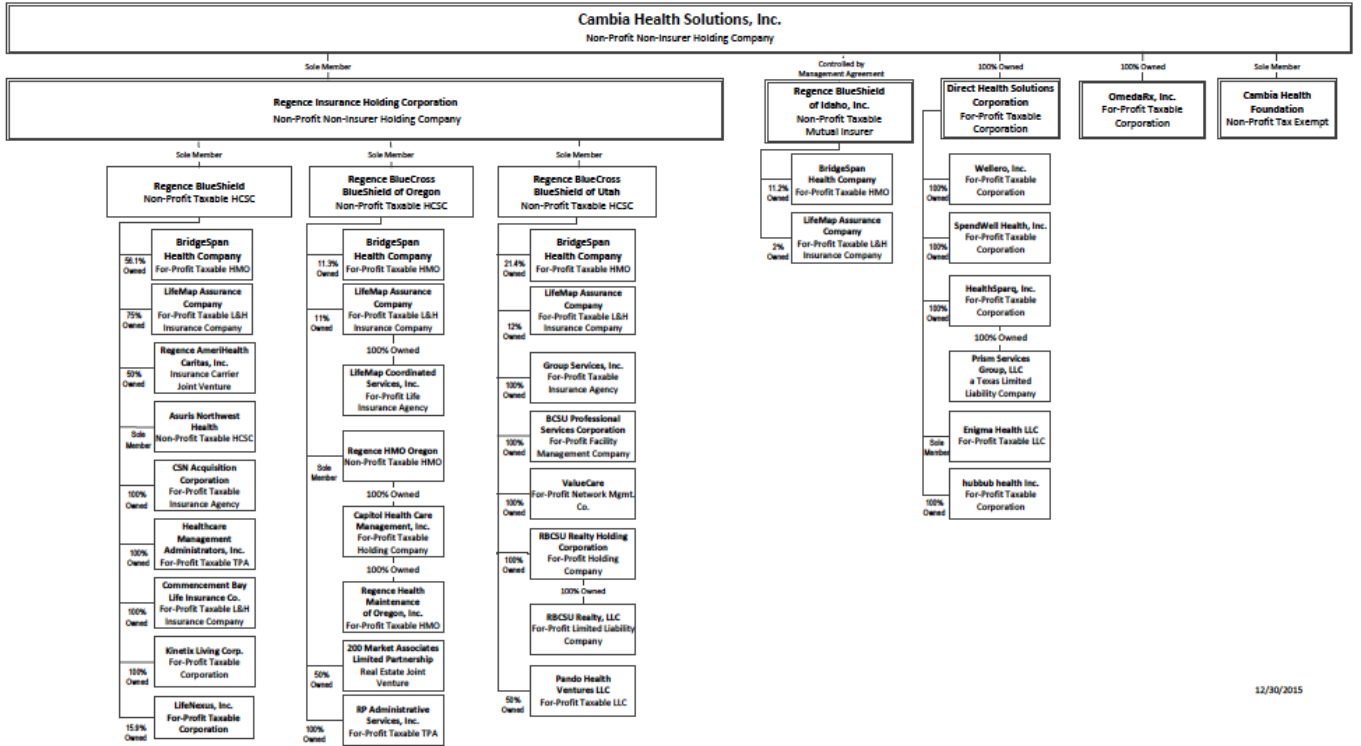 Cambia Health Solutions, Inc.
Non-Profit Non-Insurer Holding Company
Sole Member
Regence Insurance Holding Corporation
Non-Profit Non-Insurer Holding Company
Sole Member
Regence BlueShield
Non-Profit Taxable HCSC
56.1%
Owned
BridgeSpan
Health Company
For-Profit Taxable HMO
75%
Owned
LifeMap Assurance
Company
For-Profit Taxable L&H
Insurance Company
50%
Owned
Regence AmeriHealth
Caritas, Inc.
Insurance Carrier
Joint Venture
Sole
Member
Asuris Northwest
Health
Non-Profit Taxable HCSC
100%
Owned
CSN Acquisition
Corporation
For-Profit Taxable
Insurance Agency
100%
Owned
Healthcare
Management
Administrators, Inc.
For-Profit Taxable TPA
100%
Owned
Commencement Bay
Life Insurance Co.
For-Profit Taxable L&H
Insurance Company
100%
Owned
Kinetix Living Corp.
For-Profit Taxable
Corporation
15.9%
Owned
LifeNexus, Inc.
For-Profit Taxable
Corporation
Sole Member
Regence BlueCross
BlueShield of Oregon
Non-Profit Taxable HCSC
11.3%
Owned
BridgeSpan
Health Company
For-Profit Taxable HMO
11%
Owned
LifeMap Assurance
Company
For-Profit Taxable L&H
Insurance Company
100% Owned
LifeMap Coordinated
Services, Inc.
For-Profit Life
Insurance Agency
Sole
Member
Regence HMO Oregon
Non-Profit Taxable HMO
100% Owned
Capitol Health Care
Management, Inc.
For-Profit Taxable
Holding Company
100% Owned
Regence Health
Maintenance
of Oregon, Inc.
For-Profit Taxable HMO
50%
Owned
200 Market Associates
Limited Partnership
Real Estate Joint
Venture
100%
Owned
RP Administrative
Services, Inc.
For-Profit Taxable TPA
Sole Member
Regence BlueCross
BlueShield of Utah
Non-Profit Taxable HCSC
21.4%
Owned
BridgeSpan
Health Company
For-Profit Taxable HMO
12%
Owned
LifeMap Assurance
Company
For-Profit Taxable L&H
Insurance Company
100%
Owned
Group Services, Inc.
For-Profit Taxable
Insurance Agency
100%
Owned
BCSU Professional
Services Corporation
For-Profit Facility
Management Company
100%
Owned
ValueCare
For-Profit Network Mgmt.
Co.
100%
Owned
RBCSU Realty Holding
Corporation
For-Profit Holding
Company
100% Owned
RBCSU Realty, LLC
For-Profit Limited Liability
Company
50%
Owned
Pando Health
Ventures LLC
For-Profit Taxable LLC
Controlled by
Management Agreement
Regence BlueShield
of Idaho, Inc.
Non-Profit Taxable
Mutual Insurer
11.2%
Owned
BridgeSpan
Health Company
For-Profit Taxable HMO
2%
Owned
LifeMap Assurance
Company
For-Profit Taxable L&H
Insurance Company
100% Owned
Direct Health Solutions
Corporation
For-Profit Taxable
Corporation
100%
Owned
Wellero, Inc.
For-Profit Taxable
Corporation
100%
Owned
SpendWell Health, Inc.
For-Profit Taxable
Corporation
100%
Owned
HealthSparq, Inc.
For-Profit Taxable
Corporation
100% Owned
Prism Services
Group, LLC
a Texas Limited
Liability Company
Sole
Member
Enigma Health LLC
For-Profit Taxable LLC
100%
Owned
hubbub health Inc.
For-Profit Taxable
Corporation
100% Owned
OmedaRx, Inc.
For-Profit Taxable
Corporation
Sole Member
Cambia Health
Foundation
Non-Profit Tax Exempt
12/30/2015